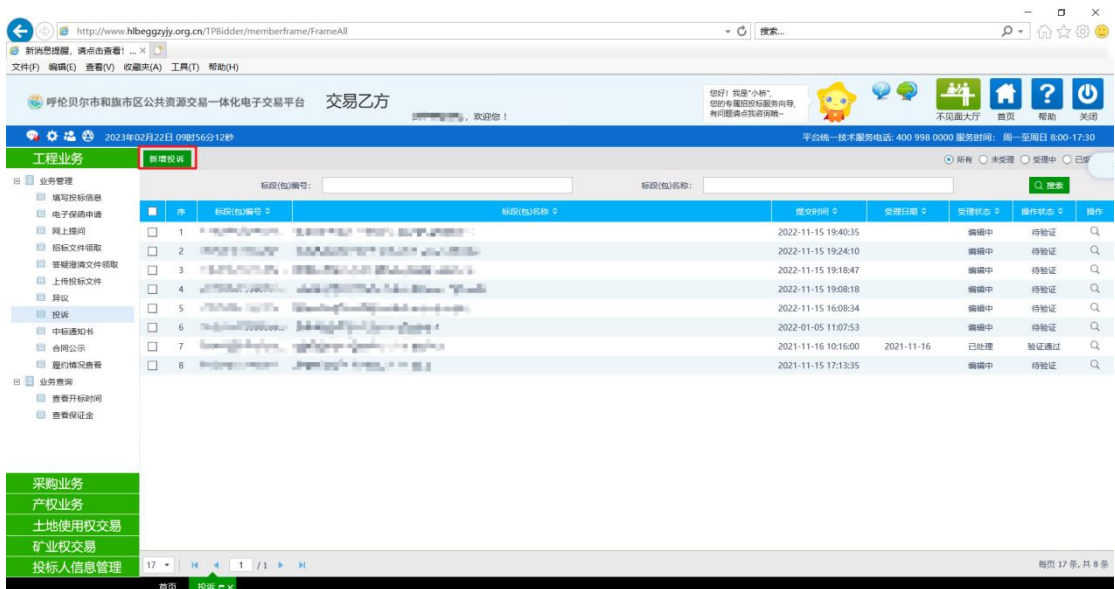 http://www.hlbeggzyjy.org.cn/TPBidder/memberframe/FrameAll
搜索...
新消息提醒，请点击查看! ...
文件(F) 编辑(E) 查看(V) 收藏夹(A) 工具(T) 帮助(H)
呼伦贝尔市和旗市区公共资源交易一体化电子交易平台 交易乙方
，欢迎您！
您好！我是"小桥"，
您的专属招投标服务向导，
有问题请点我咨询哦~
不见面大厅 首页 帮助 关闭
2023年02月22日 09时56分12秒
平台统一技术服务电话: 400 998 0000 服务时间: 周一至周日 8:00-17:30
工程业务
新增投诉
所有 未受理 受理中
业务管理
填写投标信息
电子保函申请
网上提问
招标文件领取
答疑澄清文件领取
上传投标文件
异议
投诉
中标通知书
合同公示
履约情况查看
业务查询
查看开标时间
查看保证金
采购业务
产权业务
土地使用权交易
矿业权交易
投标人信息管理
标段(包)编号: 标段(包)名称: 搜索
序 标段(包)编号 标段(包)名称 提交时间 受理日期 受理状态 操作状态 操作
1 2022-11-15 19:40:35 编辑中 待验证
2 2022-11-15 19:24:10 编辑中 待验证
3 2022-11-15 19:18:47 编辑中 待验证
4 2022-11-15 19:08:18 编辑中 待验证
5 2022-11-15 16:08:34 编辑中 待验证
6 2022-01-05 11:07:53 编辑中 待验证
7 2021-11-16 10:16:00 2021-11-16 已处理 验证通过
8 2021-11-15 17:13:35 编辑中 待验证
17 1 /1
每页 17 条, 共 8 条
首页 投诉